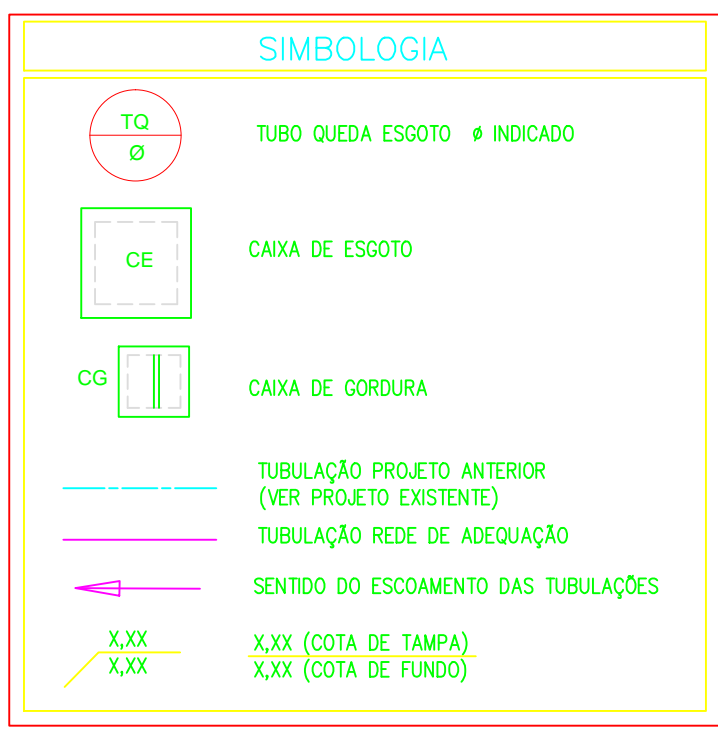 SIMBOLOGIA
TQ
Ø
TUBO QUEDA ESGOTO Ø INDICADO
CE
CAIXA DE ESGOTO
CG
CAIXA DE GORDURA
TUBULAÇÃO PROJETO ANTERIOR
(VER PROJETO EXISTENTE)
TUBULAÇÃO REDE DE ADEQUAÇÃO
SENTIDO DO ESCOAMENTO DAS TUBULAÇÕES
X,XX
X,XX
X,XX (COTA DE TAMPA)
X,XX (COTA DE FUNDO)